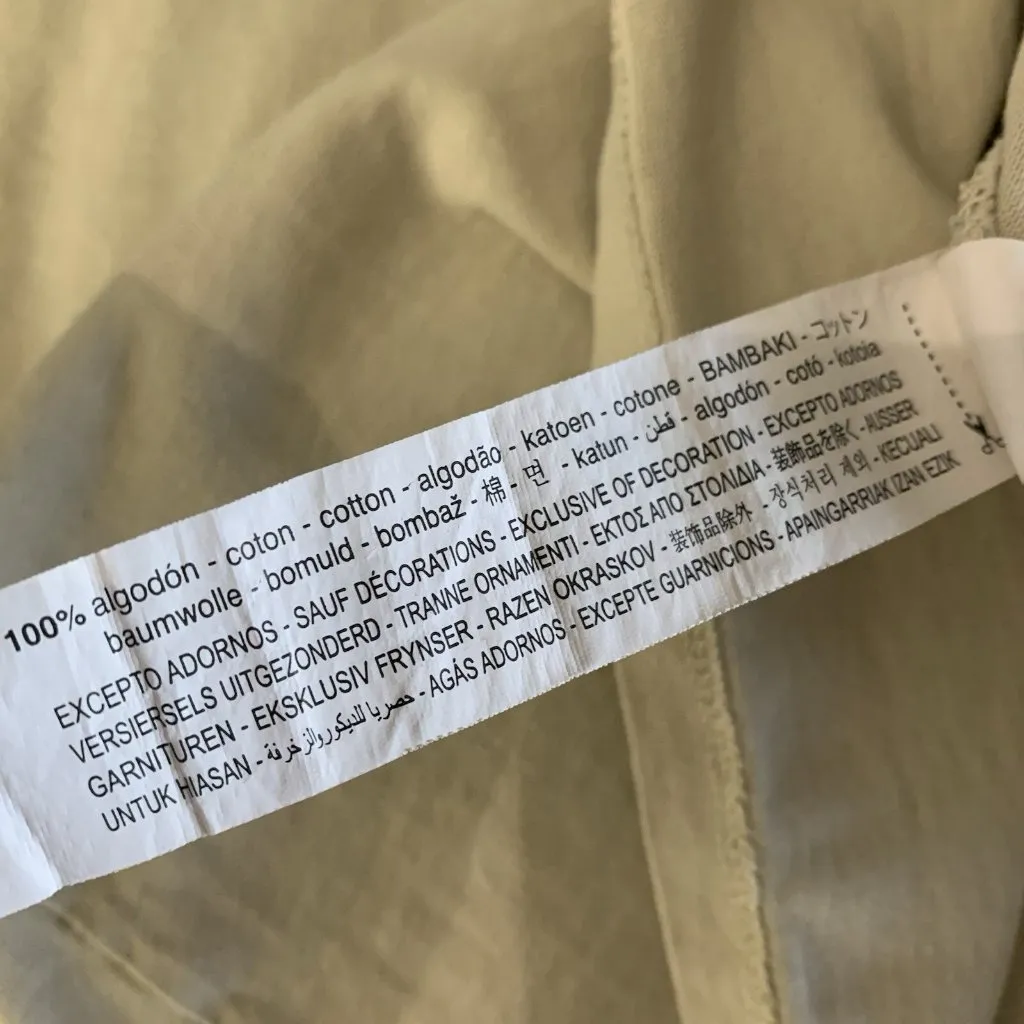 100% algodón - coton - cotton - algodão - katoen - cotone - BAMBAKI - コットン
baumwolle - bomuld - bombaž - 棉 - 면 - katun - قطن - algodón - cotó - kotoia
EXCEPTO ADORNOS - SAUF DÉCORATIONS - EXCLUSIVE OF DECORATION - EXCEPTO ADORNOS
VERSIERSELS UITGEZONDERD - TRANNE ORNAMENTI - ΕΚΤΟΣ ΑΠΟ ΣΤΟΛΙΔΙΑ - 装飾品を除く - AUSSER
GARNITUREN - EKSKLUSIV FRYNSER - RAZEN OKRASKOV - 装饰品除外 - 장식처리 제외 - KECUALI
UNTUK HIASAN - حصريا للديكور والزخرفة - AGÁS ADORNOS - EXCEPTE GUARNICIONS - APAINGARRIAK IZAN EZIK